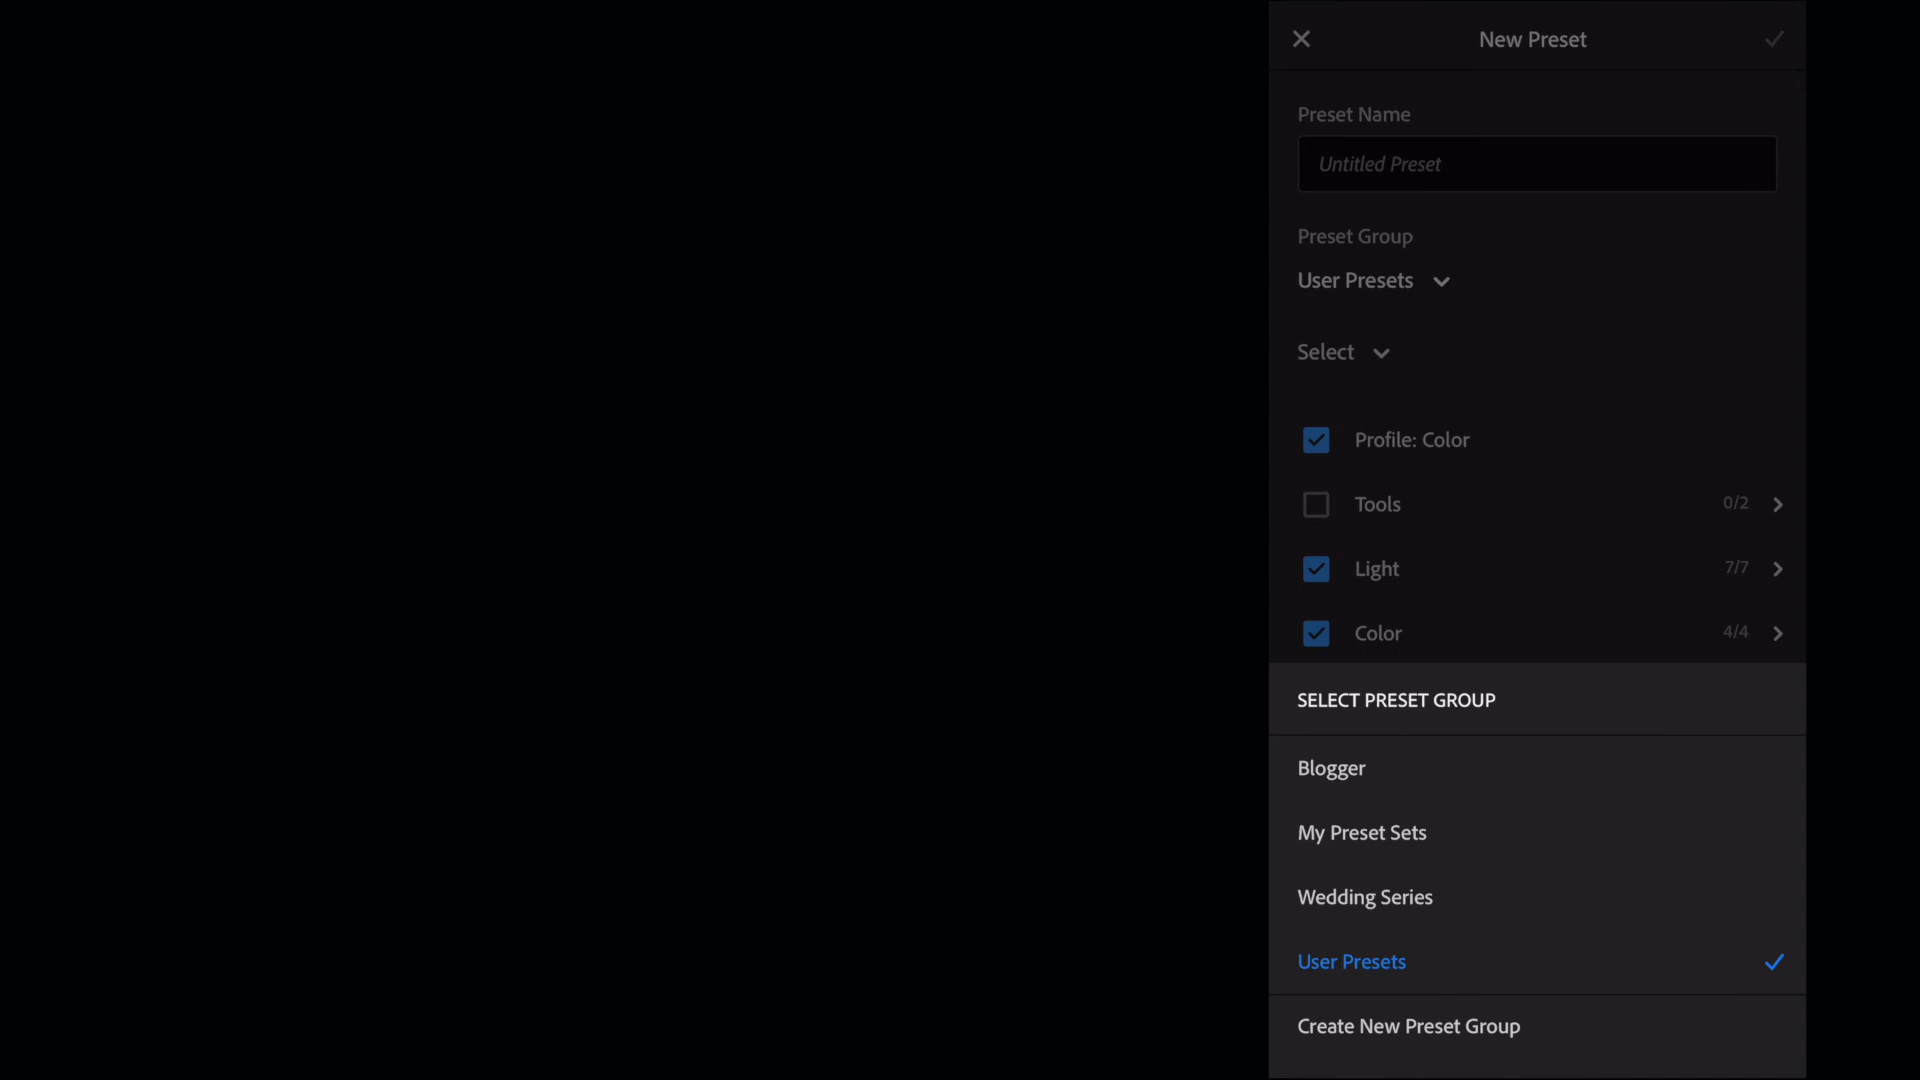 New Preset
Preset Name
Untitled Preset
Preset Group
User Presets
Select
Profile: Color
Tools 0/2
Light 7/7
Color 4/4
SELECT PRESET GROUP
Blogger
My Preset Sets
Wedding Series
User Presets
Create New Preset Group